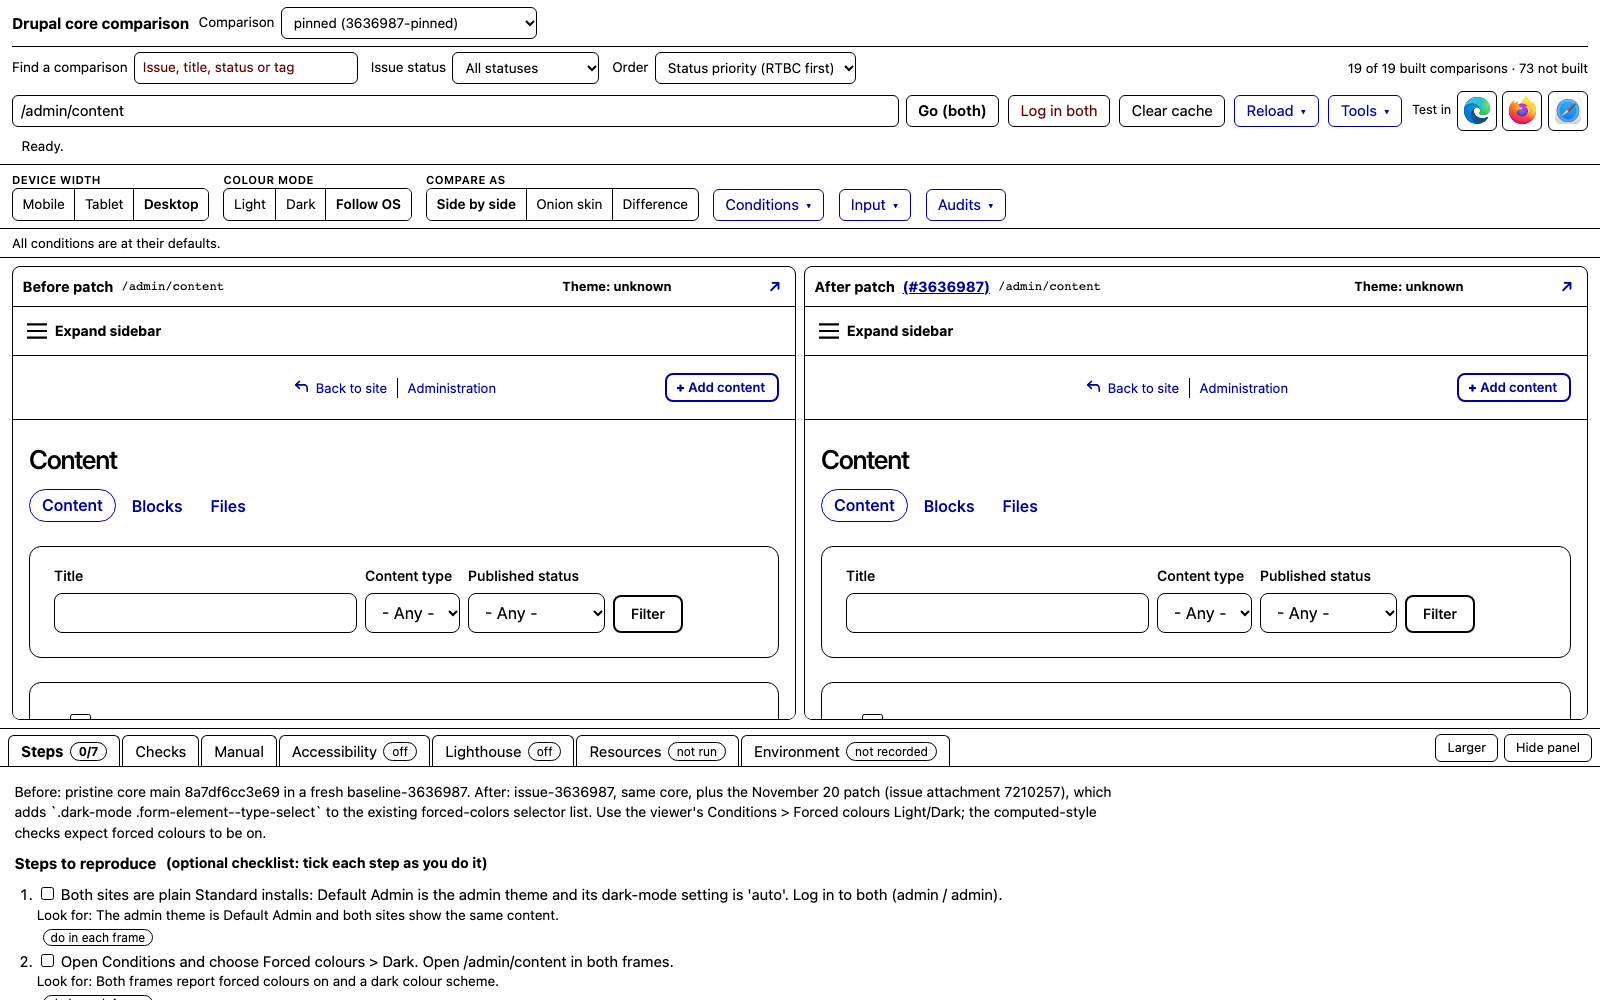 Drupal core comparison Comparison pinned (3636987-pinned)
Find a comparison Issue, title, status or tag Issue status All statuses Order Status priority (RTBC first) 19 of 19 built comparisons · 73 not built
/admin/content Go (both) Log in both Clear cache Reload ▾ Tools ▾ Test in
Ready.
DEVICE WIDTH COLOUR MODE COMPARE AS
Mobile Tablet Desktop Light Dark Follow OS Side by side Onion skin Difference Conditions ▾ Input ▾ Audits ▾
All conditions are at their defaults.
Before patch /admin/content Theme: unknown
Expand sidebar
Back to site Administration + Add content
Content
Content Blocks Files
Title Content type Published status
- Any - - Any - Filter
After patch (#3636987) /admin/content Theme: unknown
Expand sidebar
Back to site Administration + Add content
Content
Content Blocks Files
Title Content type Published status
- Any - - Any - Filter
Steps 0/7 Checks Manual Accessibility off Lighthouse off Resources not run Environment not recorded Larger Hide panel
Before: pristine core main 8a7df6cc3e69 in a fresh baseline-3636987. After: issue-3636987, same core, plus the November 20 patch (issue attachment 7210257), which
adds `.dark-mode .form-element--type-select` to the existing forced-colors selector list. Use the viewer's Conditions > Forced colours Light/Dark; the computed-style
checks expect forced colours to be on.
Steps to reproduce (optional checklist: tick each step as you do it)
1. Both sites are plain Standard installs: Default Admin is the admin theme and its dark-mode setting is 'auto'. Log in to both (admin / admin).
Look for: The admin theme is Default Admin and both sites show the same content.
do in each frame
2. Open Conditions and choose Forced colours > Dark. Open /admin/content in both frames.
Look for: Both frames report forced colours on and a dark colour scheme.